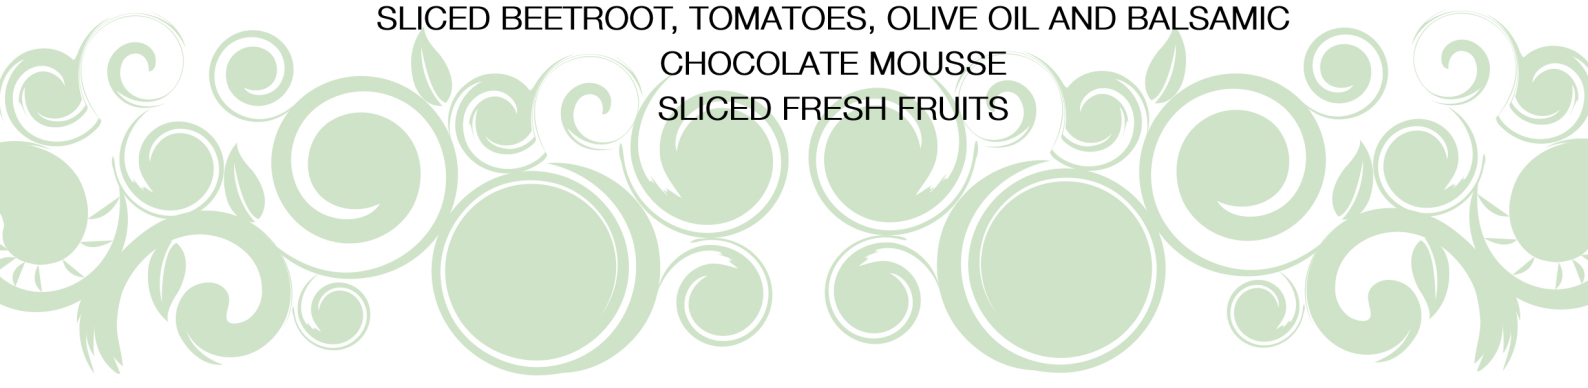 SLICED BEETROOT, TOMATOES, OLIVE OIL AND BALSAMIC
CHOCOLATE MOUSSE
SLICED FRESH FRUITS